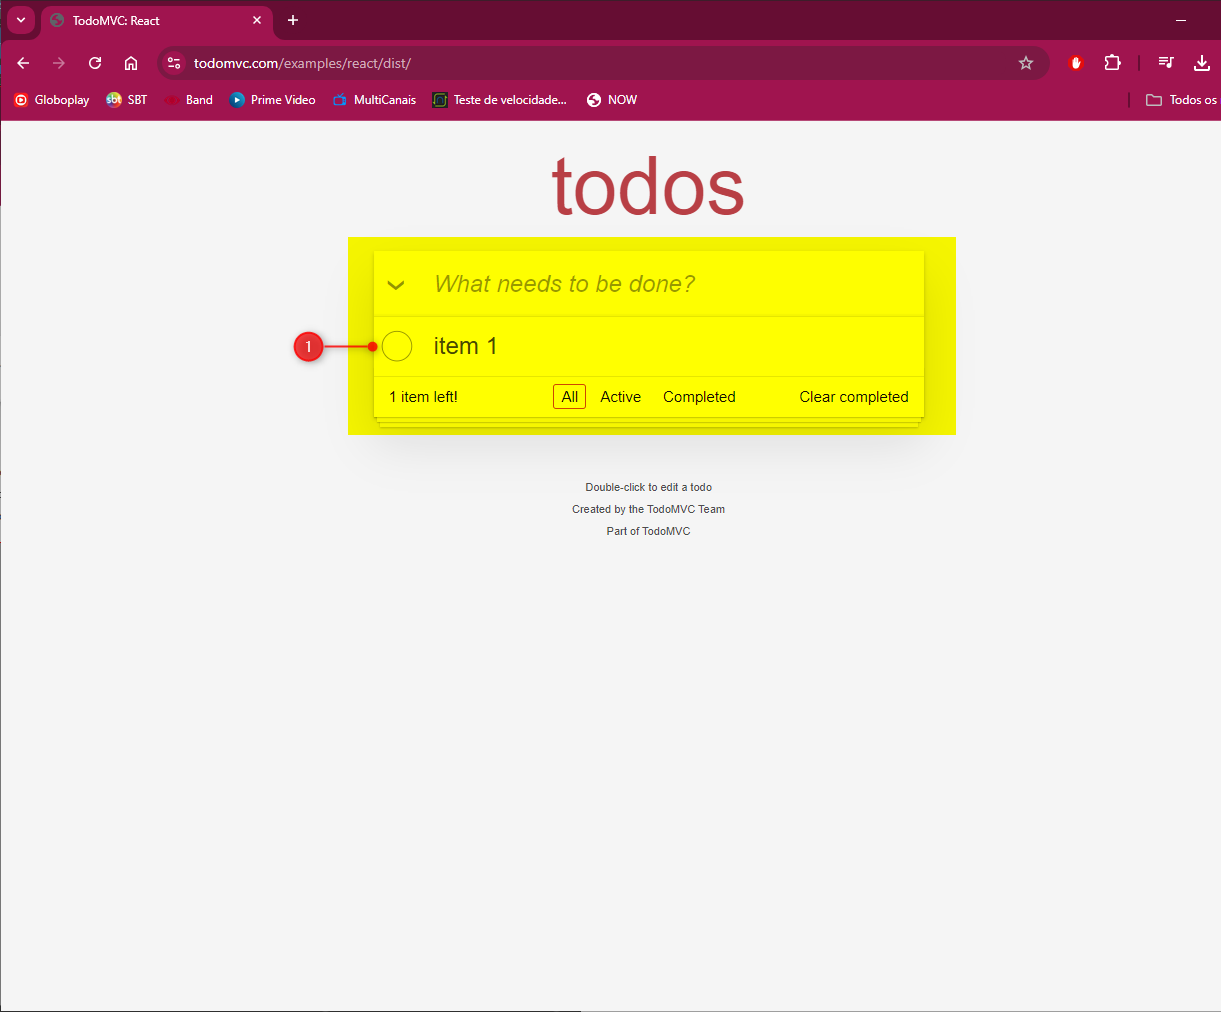 TodoMVC: React
todomvc.com/examples/react/dist/
Globoplay SBT Band Prime Video MultiCanais Teste de velocidade... NOW Todos os
todos
What needs to be done?
1 item 1
1 item left! All Active Completed Clear completed
Double-click to edit a todo
Created by the TodoMVC Team
Part of TodoMVC